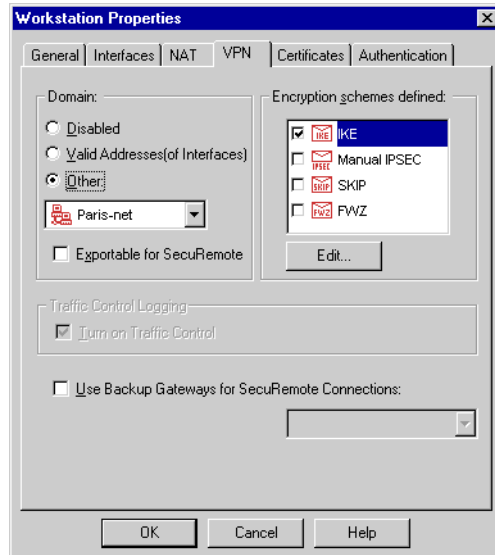 Workstation Properties
General Interfaces NAT VPN Certificates Authentication
Domain:
Disabled
Valid Addresses(of Interfaces)
Other:
Paris-net
Exportable for SecuRemote
Encryption schemes defined:
IKE IKE
IPSEC Manual IPSEC
SKIP SKIP
FWZ FWZ
Edit...
Traffic Control Logging
Turn on Traffic Control
Use Backup Gateways for SecuRemote Connections:
OK Cancel Help